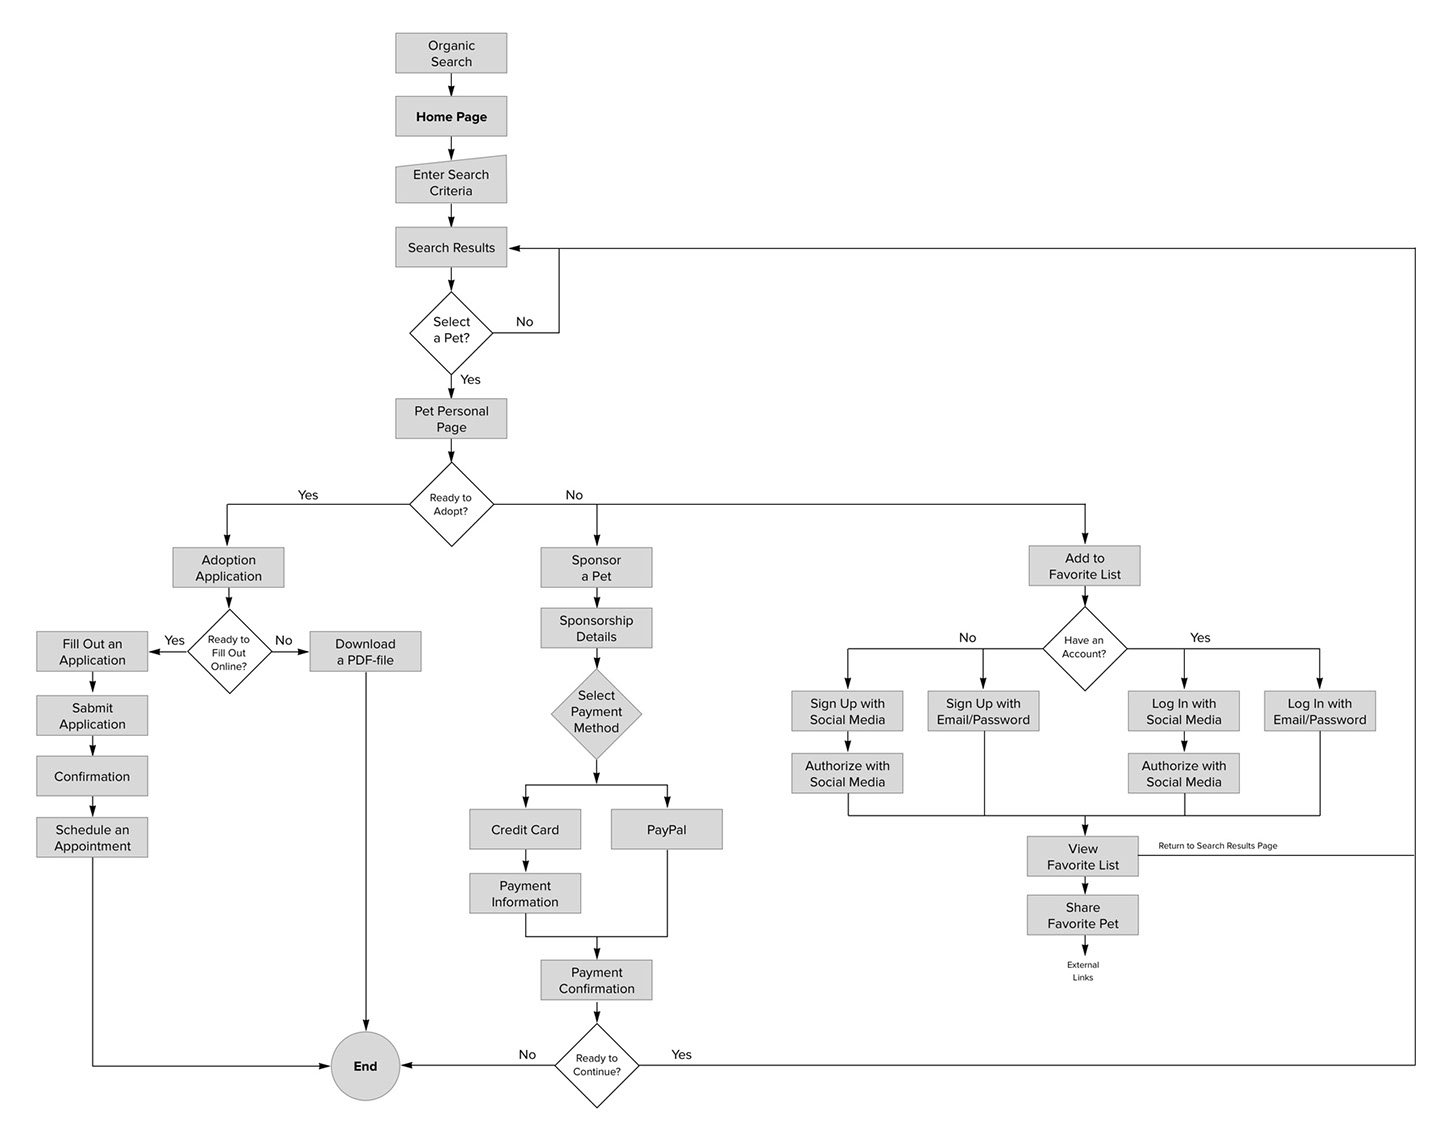 Organic
Search
Home Page
Enter Search
Criteria
Search Results
Select
a Pet?
No
Yes
Pet Personal
Page
Ready to
Adopt?
Yes
No
Adoption
Application
Sponsor
a Pet
Add to
Favorite List
Fill Out an
Application
Yes
Ready to
Fill Out
Online?
No
Download
a PDF-file
Sponsorship
Details
No
Have an
Account?
Yes
Sabmit
Application
Select
Payment
Method
Sign Up with
Social Media
Sign Up with
Email/Password
Log In with
Social Media
Log In with
Email/Password
Confirmation
Authorize with
Social Media
Authorize with
Social Media
Schedule an
Appointment
Credit Card
PayPal
View
Favorite List
Return to Search Results Page
Payment
Information
Share
Favorite Pet
External
Links
Payment
Confirmation
End
No
Ready to
Continue?
Yes